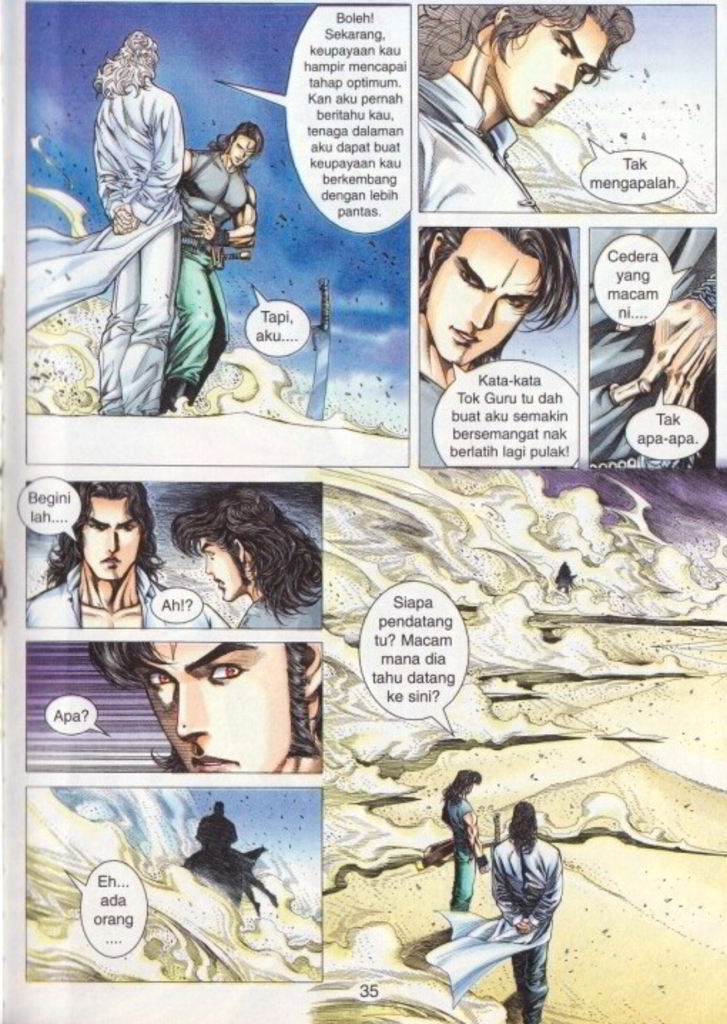 Boleh!
Sekarang,
keupayaan kau
hampir mencapai
tahap optimum.
Kan aku pernah
beritahu kau,
tenaga dalaman
aku dapat buat
keupayaan kau
berkembang
dengan lebih
pantas.
Tapi,
aku....
Tak
mengapalah.
Kata-kata
Tok Guru tu dah
buat aku semakin
bersemangat nak
berlatih lagi pulak!
Cedera
yang
macam
ni....
Tak
apa-apa.
Begini
lah....
Ah!?
Apa?
Eh...
ada
orang
....
Siapa
pendatang
tu? Macam
mana dia
tahu datang
ke sini?
35